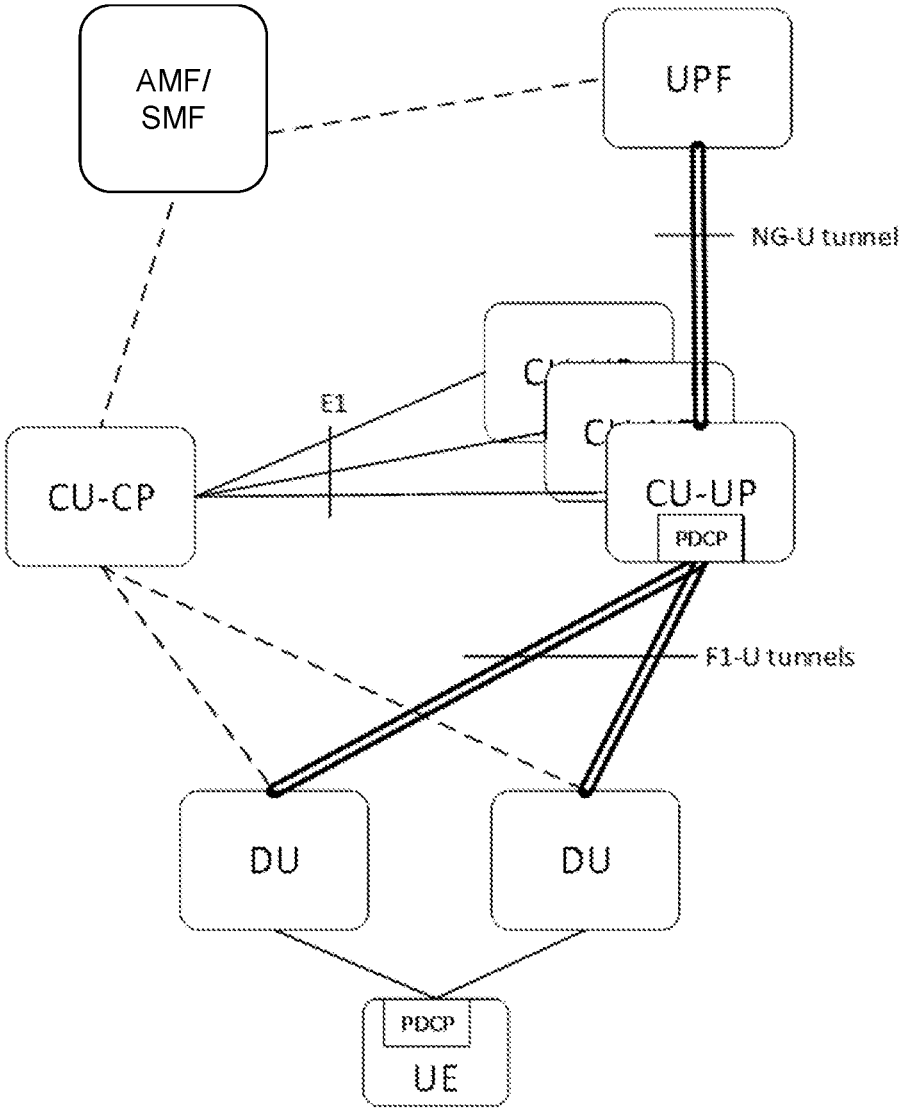 AMF/
SMF
UPF
NG-U tunnel
E1
CU-CP
CU-UP
PDCP
F1-U tunnels
DU
DU
PDCP
UE